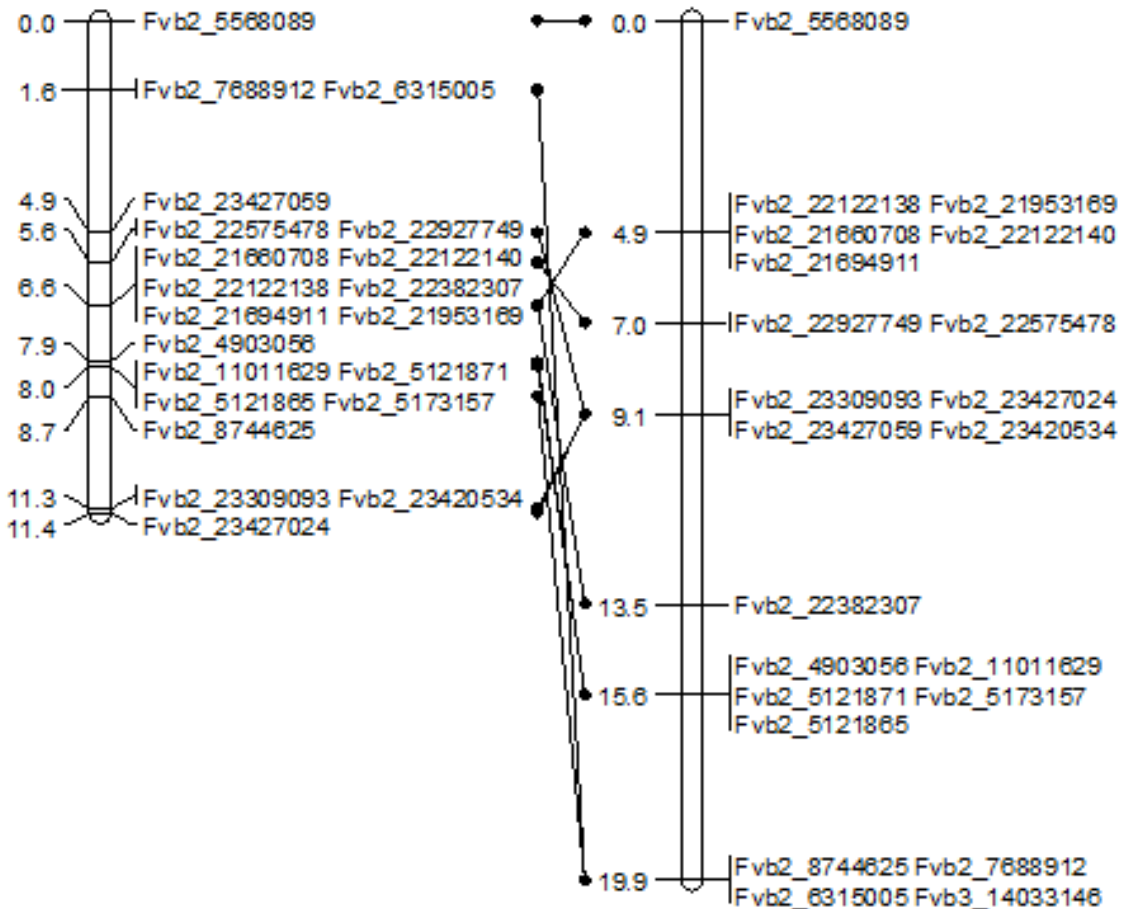 0.0 Fvb2_5568089
1.6 Fvb2_7688912 Fvb2_6315005
4.9 Fvb2_23427059
5.6 Fvb2_22575478 Fvb2_22927749
Fvb2_21660708 Fvb2_22122140
6.6 Fvb2_22122138 Fvb2_22382307
Fvb2_21694911 Fvb2_21953169
7.9 Fvb2_4903056
Fvb2_11011629 Fvb2_5121871
8.0 Fvb2_5121865 Fvb2_5173157
8.7 Fvb2_8744625
11.3 Fvb2_23309093 Fvb2_23420534
11.4 Fvb2_23427024
0.0 Fvb2_5568089
Fvb2_22122138 Fvb2_21953169
4.9 Fvb2_21660708 Fvb2_22122140
Fvb2_21694911
7.0 Fvb2_22927749 Fvb2_22575478
9.1 Fvb2_23309093 Fvb2_23427024
Fvb2_23427059 Fvb2_23420534
13.5 Fvb2_22382307
Fvb2_4903056 Fvb2_11011629
15.6 Fvb2_5121871 Fvb2_5173157
Fvb2_5121865
19.9 Fvb2_8744625 Fvb2_7688912
Fvb2_6315005 Fvb3_14033146